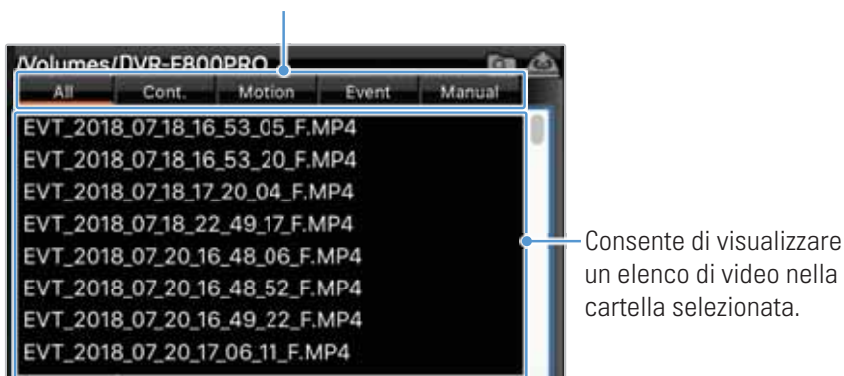 /Volumes/DVR-F800PRO
All Cont. Motion Event Manual
EVT_2018_07_18_16_53_05_F.MP4
EVT_2018_07_18_16_53_20_F.MP4
EVT_2018_07_18_17_20_04_F.MP4
EVT_2018_07_18_22_49_17_F.MP4
EVT_2018_07_20_16_48_06_F.MP4
EVT_2018_07_20_16_48_52_F.MP4
EVT_2018_07_20_16_49_22_F.MP4
EVT_2018_07_20_17_06_11_F.MP4
Consente di visualizzare
un elenco di video nella
cartella selezionata.